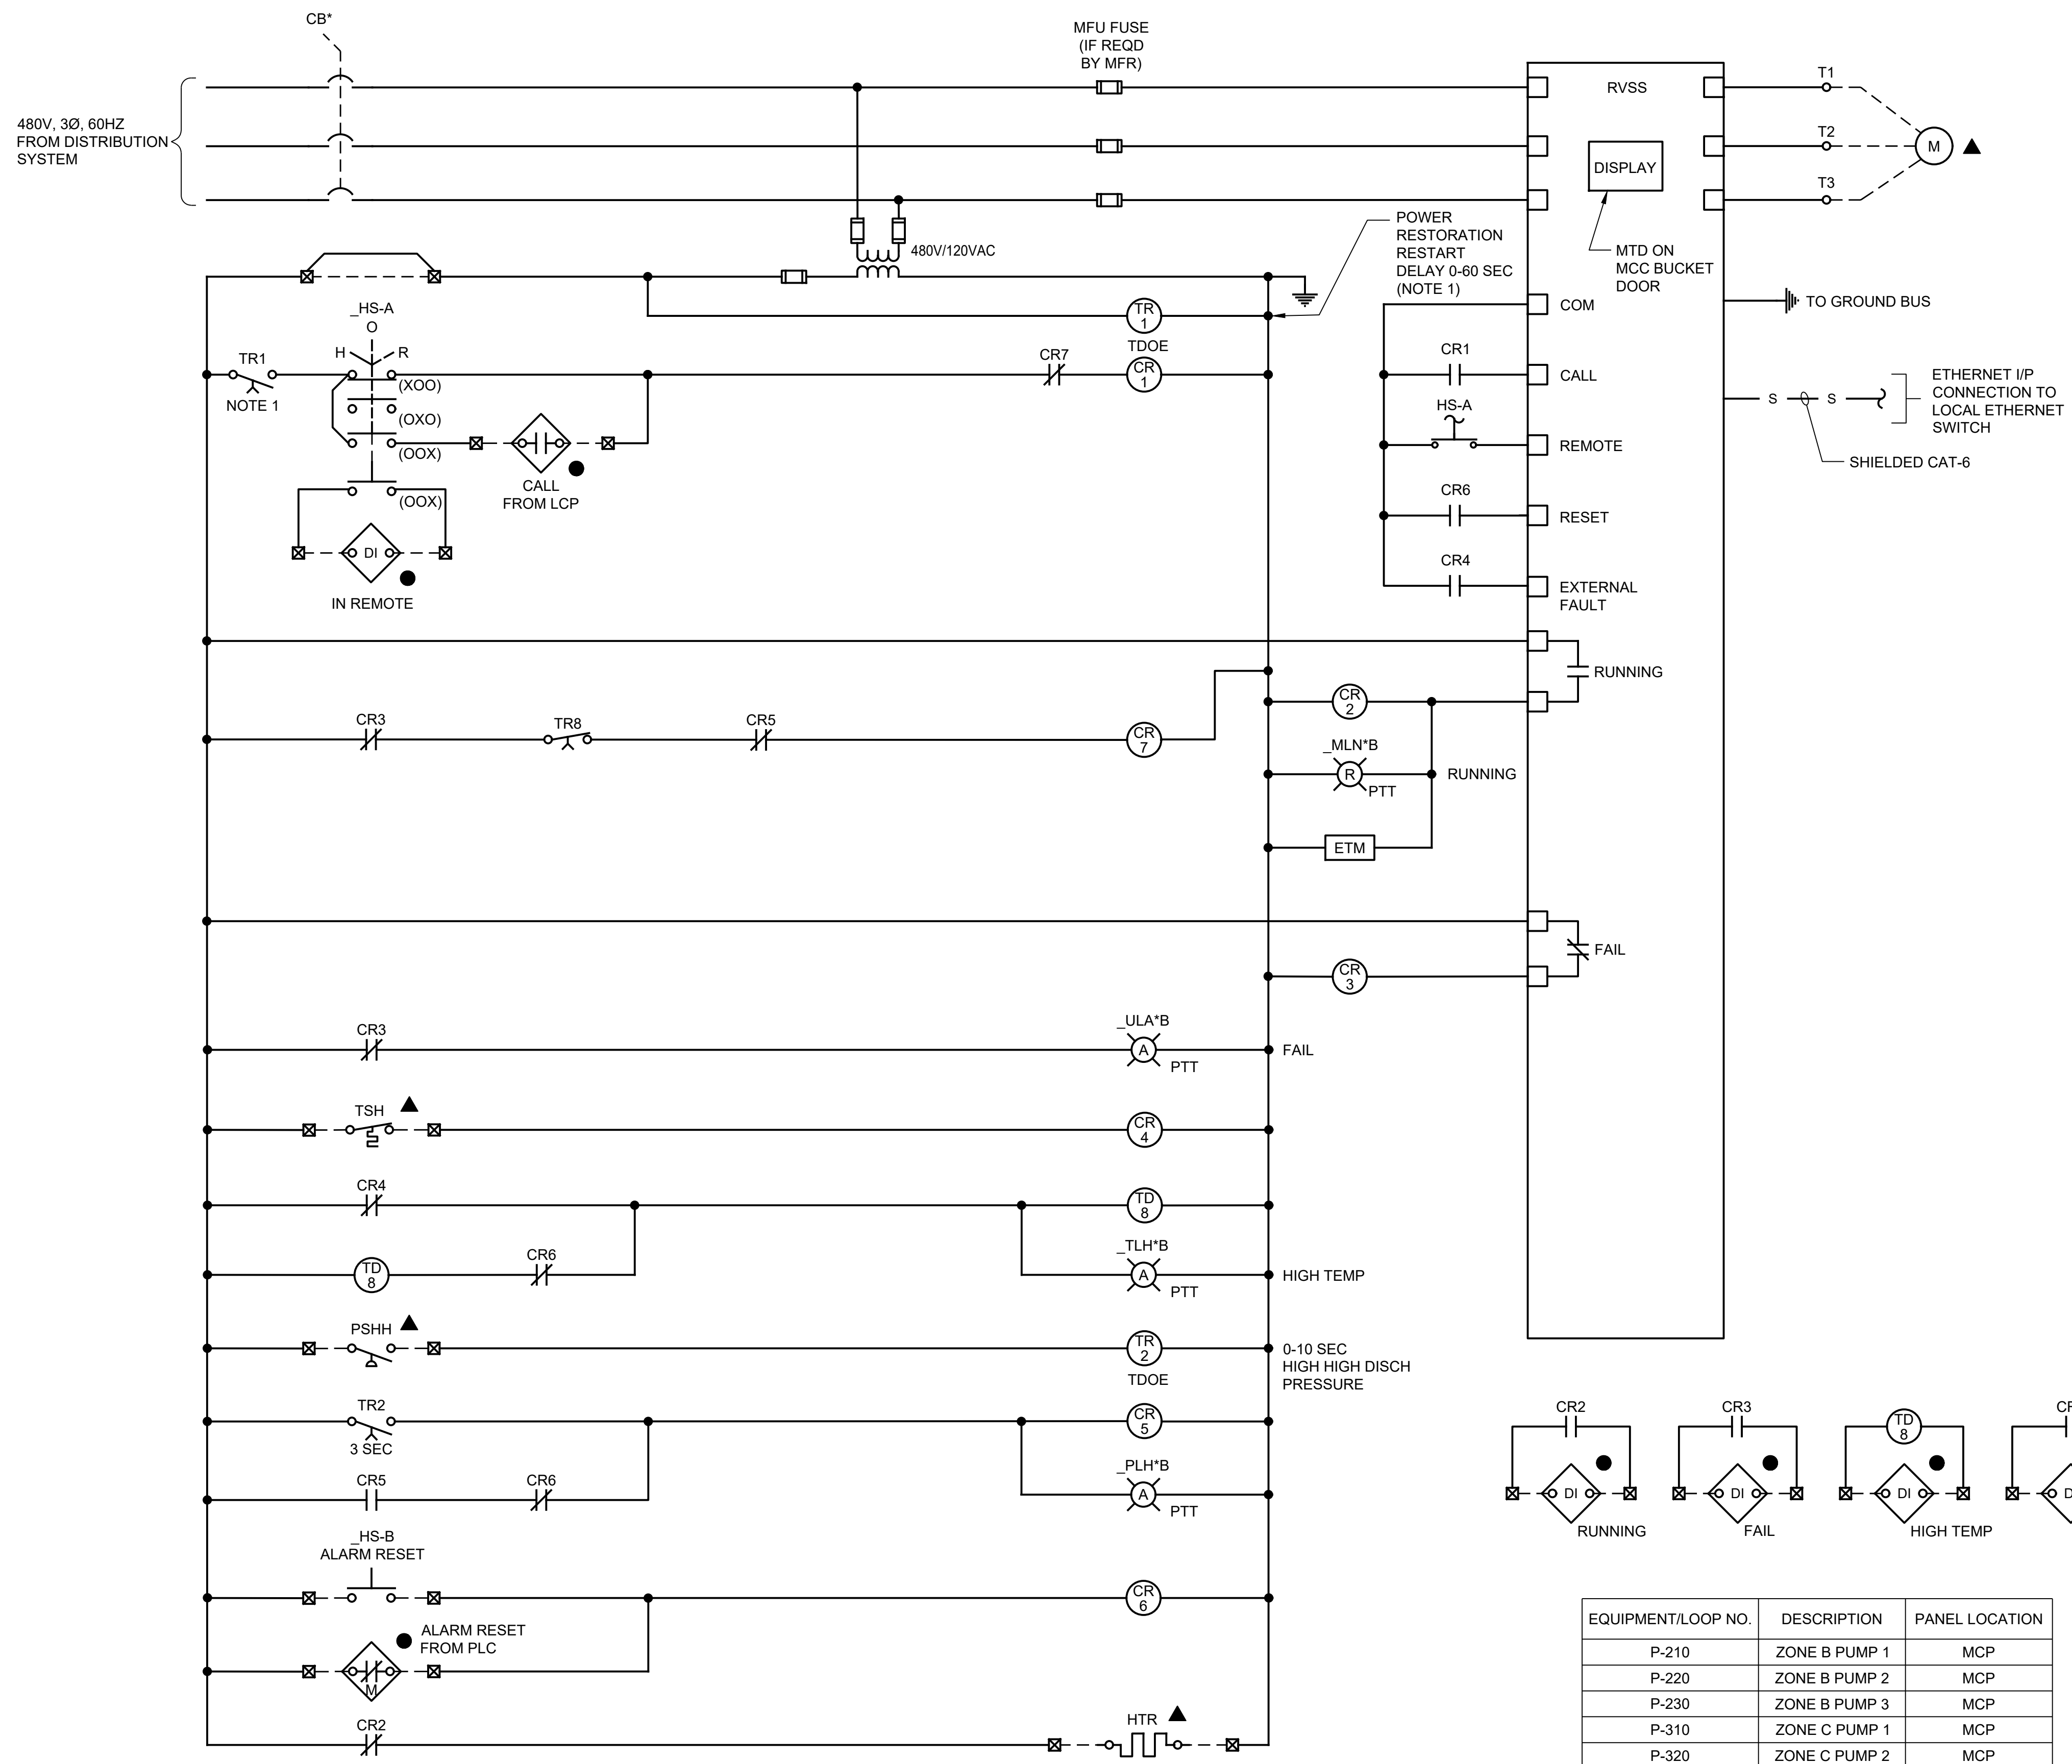 CB*
MFU FUSE
(IF REQD
BY MFR)
480V, 3Ø, 60HZ
FROM DISTRIBUTION
SYSTEM
RVSS
DISPLAY
MTD ON
MCC BUCKET
DOOR
T1
T2
T3
M
480V/120VAC
POWER
RESTORATION
RESTART
DELAY 0-60 SEC
(NOTE 1)
TO GROUND BUS
ETHERNET I/P
CONNECTION TO
LOCAL ETHERNET
SWITCH
S
S
SHIELDED CAT-6
TR
1
TDOE
_HS-A
O
H
R
TR1
NOTE 1
(XOO)
(OXO)
(OOX)
(OOX)
CALL
FROM LCP
DI
IN REMOTE
CR7
CR
1
COM
CR1
CALL
HS-A
REMOTE
CR6
RESET
CR4
EXTERNAL
FAULT
RUNNING
CR
2
CR3
TR8
CR5
CR
7
_MLN*B
R
PTT
RUNNING
ETM
FAIL
CR
3
CR3
_ULA*B
A
PTT
FAIL
TSH
CR
4
CR4
TD
8
TD
8
CR6
_TLH*B
A
PTT
HIGH TEMP
PSHH
TR
2
TDOE
0-10 SEC
HIGH HIGH DISCH
PRESSURE
TR2
3 SEC
CR
5
CR5
CR6
_PLH*B
A
PTT
_HS-B
ALARM RESET
CR
6
ALARM RESET
FROM PLC
M
CR2
HTR
CR2
DI
RUNNING
CR3
DI
FAIL
TD
8
DI
HIGH TEMP
EQUIPMENT/LOOP NO. DESCRIPTION PANEL LOCATION
P-210 ZONE B PUMP 1 MCP
P-220 ZONE B PUMP 2 MCP
P-230 ZONE B PUMP 3 MCP
P-310 ZONE C PUMP 1 MCP
P-320 ZONE C PUMP 2 MCP